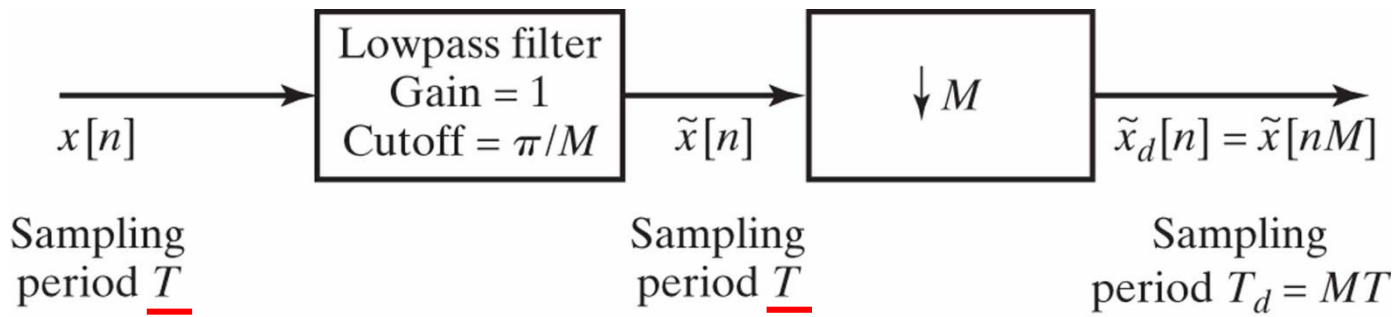 Lowpass filter
Gain = 1
Cutoff = π/M
↓ M
x[n]
x̃[n]
x̃_d[n] = x̃[nM]
Sampling
period T
Sampling
period T
Sampling
period T_d = MT